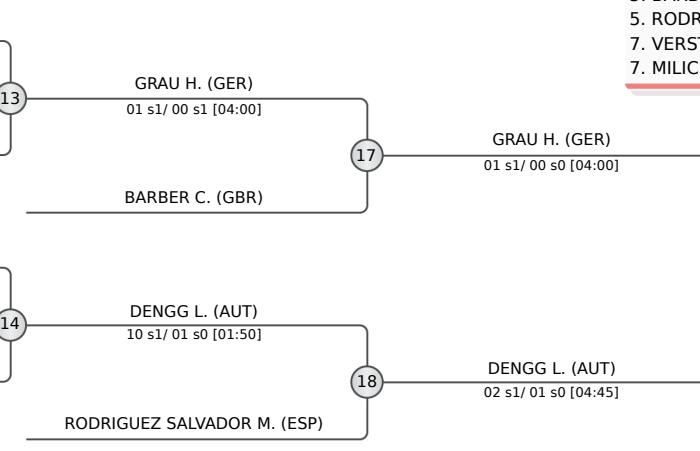 5. RODR
7. VERST
7. MILIC
GRAU H. (GER)
13
01 s1/ 00 s1 [04:00]
GRAU H. (GER)
17
01 s1/ 00 s0 [04:00]
BARBER C. (GBR)
DENGG L. (AUT)
14
10 s1/ 01 s0 [01:50]
DENGG L. (AUT)
18
02 s1/ 01 s0 [04:45]
RODRIGUEZ SALVADOR M. (ESP)